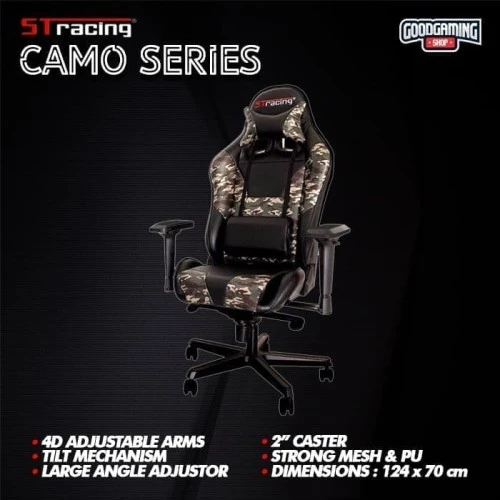 STracing®
CAMO SERIES
GOODGAMING
SHOP
STracing
• 4D ADJUSTABLE ARMS
• TILT MECHANISM
• LARGE ANGLE ADJUSTOR
• 2" CASTER
• STRONG MESH & PU
• DIMENSIONS : 124 x 70 cm